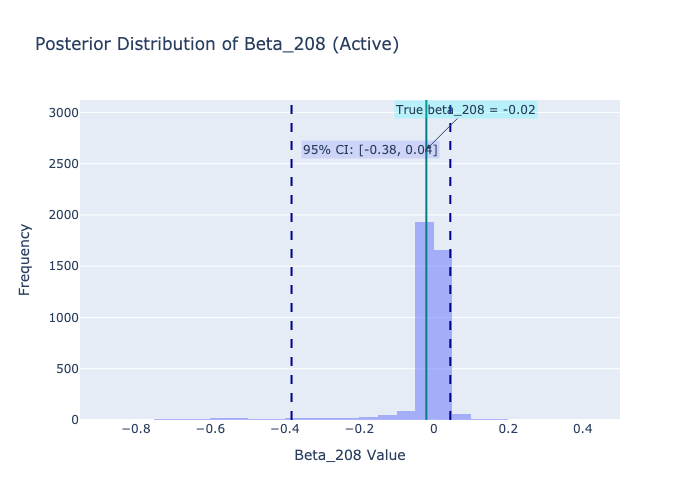 Posterior Distribution of Beta_208 (Active)
3000
True beta_208 = -0.02
95% CI: [-0.38, 0.04]
2500
2000
1500
1000
500
0
Frequency
−0.8 −0.6 −0.4 −0.2 0 0.2 0.4
Beta_208 Value